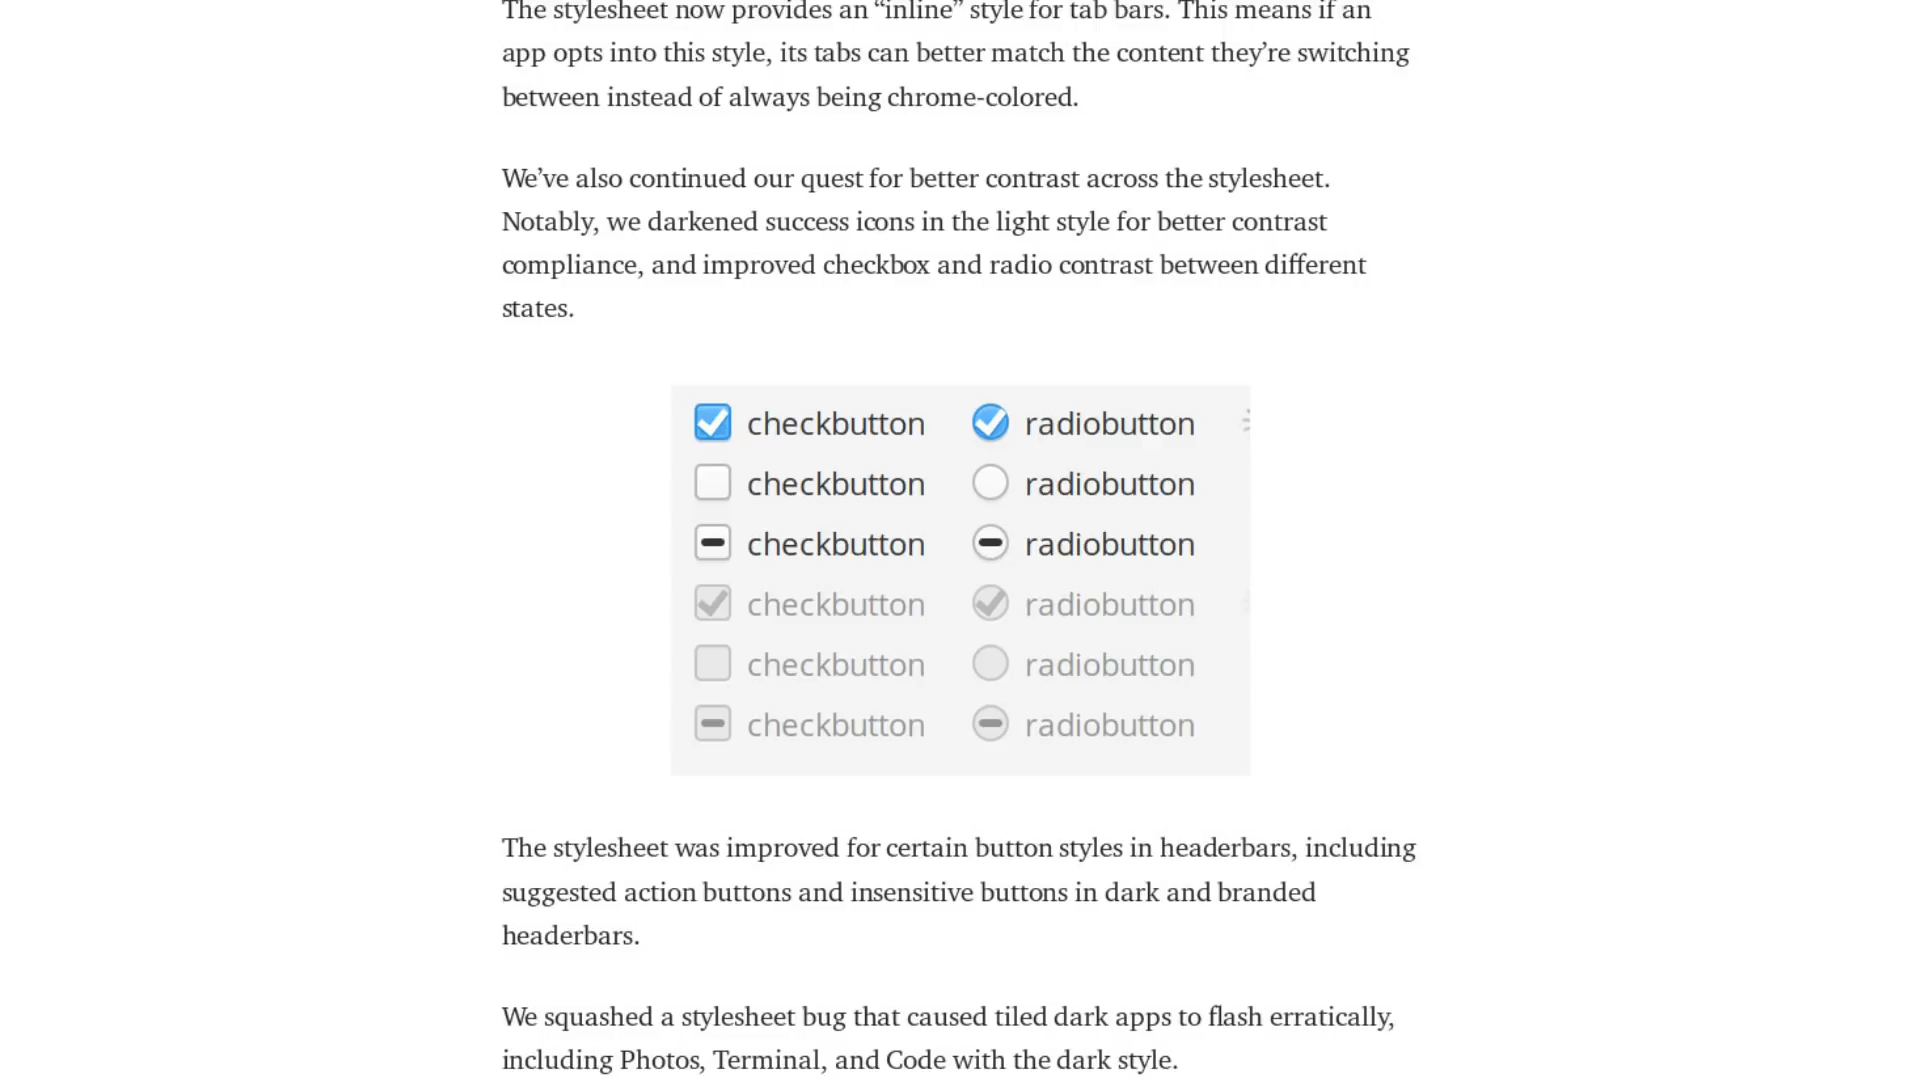 The stylesheet now provides an “inline” style for tab bars. This means if an
app opts into this style, its tabs can better match the content they’re switching
between instead of always being chrome-colored.
We’ve also continued our quest for better contrast across the stylesheet.
Notably, we darkened success icons in the light style for better contrast
compliance, and improved checkbox and radio contrast between different
states.
checkbutton radiobutton
checkbutton radiobutton
checkbutton radiobutton
checkbutton radiobutton
checkbutton radiobutton
checkbutton radiobutton
The stylesheet was improved for certain button styles in headerbars, including
suggested action buttons and insensitive buttons in dark and branded
headerbars.
We squashed a stylesheet bug that caused tiled dark apps to flash erratically,
including Photos, Terminal, and Code with the dark style.